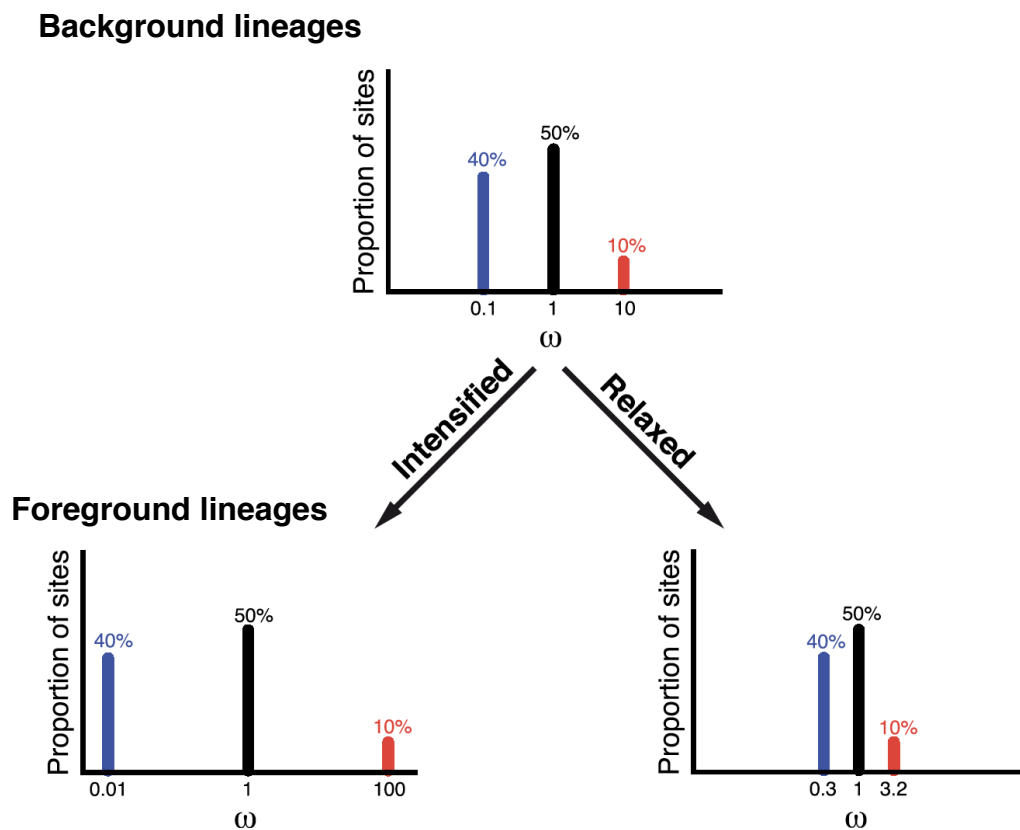 Background lineages
Proportion of sites
40%
50%
10%
0.1 1 10
ω
Intensified
Relaxed
Foreground lineages
Proportion of sites
40%
50%
10%
0.01 1 100
ω
Proportion of sites
40%
50%
10%
0.3 1 3.2
ω